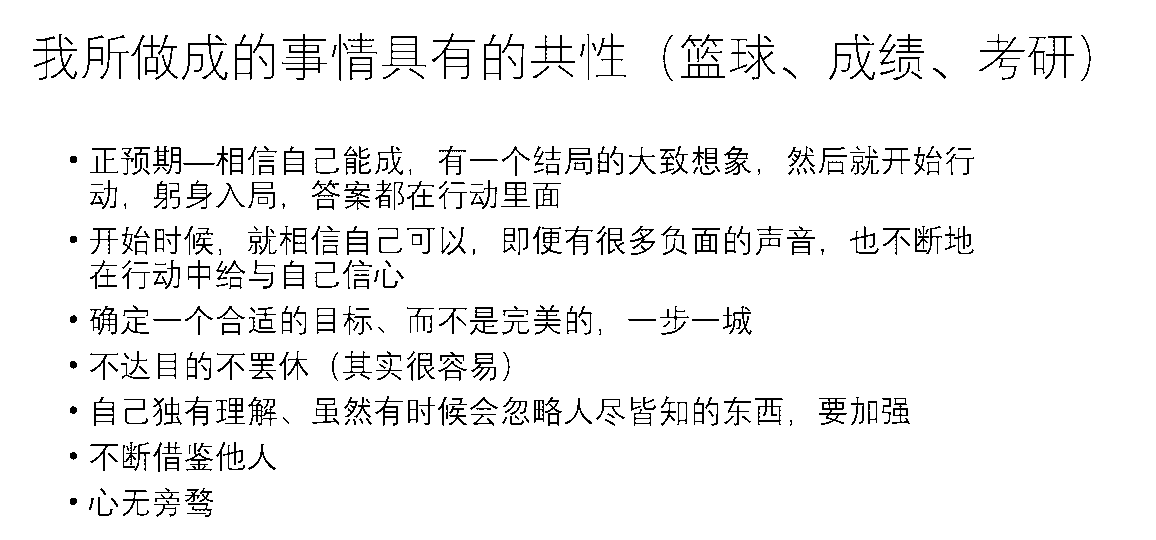 我所做成的事情具有的共性（篮球、成绩、考研）
• 正预期—相信自己能成，有一个结局的大致想象，然后就开始行
动，躬身入局，答案都在行动里面
• 开始时候，就相信自己可以，即便有很多负面的声音，也不断地
在行动中给与自己信心
• 确定一个合适的目标、而不是完美的，一步一城
• 不达目的不罢休（其实很容易）
• 自己独有理解、虽然有时候会忽略人尽皆知的东西，要加强
• 不断借鉴他人
• 心无旁鹜